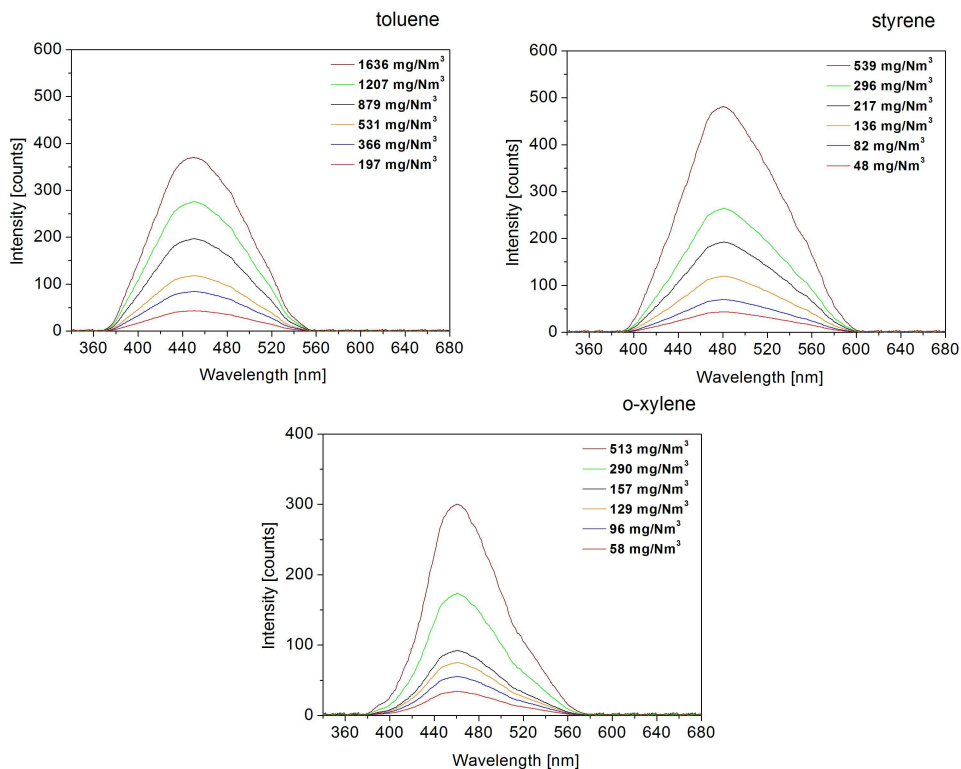 toluene
600
500
400
300
200
100
0
Intensity [counts]
1636 mg/Nm³
1207 mg/Nm³
879 mg/Nm³
531 mg/Nm³
366 mg/Nm³
197 mg/Nm³
360 400 440 480 520 560 600 640 680
Wavelength [nm]
styrene
600
500
400
300
200
100
0
Intensity [counts]
539 mg/Nm³
296 mg/Nm³
217 mg/Nm³
136 mg/Nm³
82 mg/Nm³
48 mg/Nm³
360 400 440 480 520 560 600 640 680
Wavelength [nm]
o-xylene
400
300
200
100
0
Intensity [counts]
513 mg/Nm³
290 mg/Nm³
157 mg/Nm³
129 mg/Nm³
96 mg/Nm³
58 mg/Nm³
360 400 440 480 520 560 600 640 680
Wavelength [nm]